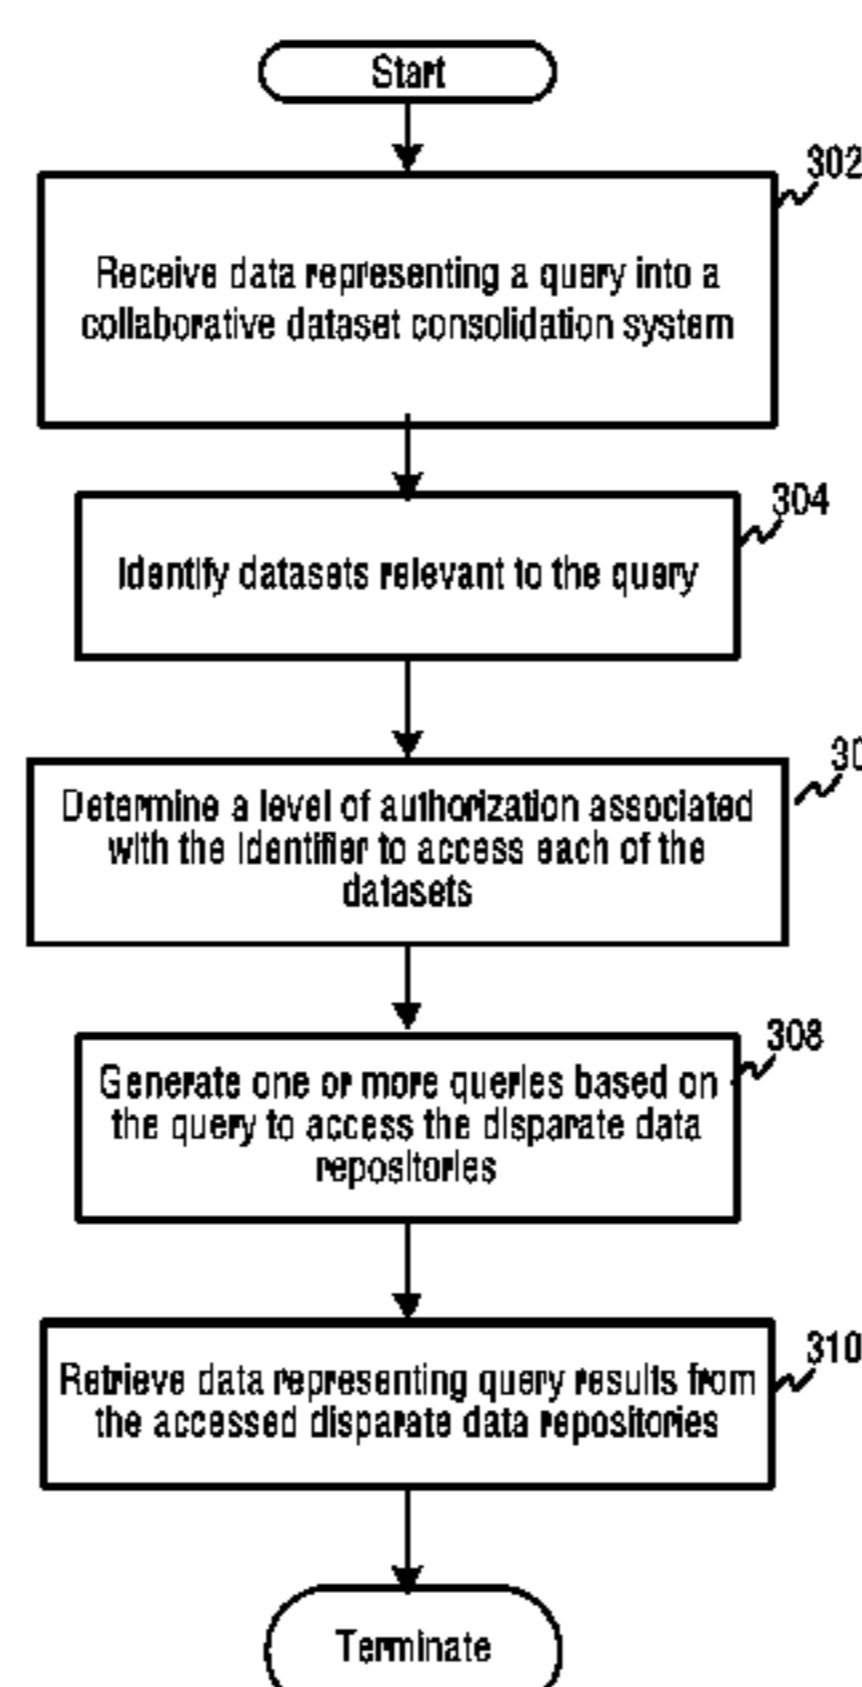 Start
302
Receive data representing a query into a
collaborative dataset consolidation system
304
Identify datasets relevant to the query
30
Determine a level of authorization associated
with the identifier to access each of the
datasets
308
Generate one or more queries based on
the query to access the disparate data
repositories
310
Retrieve data representing query results from
the accessed disparate data repositories
Terminate